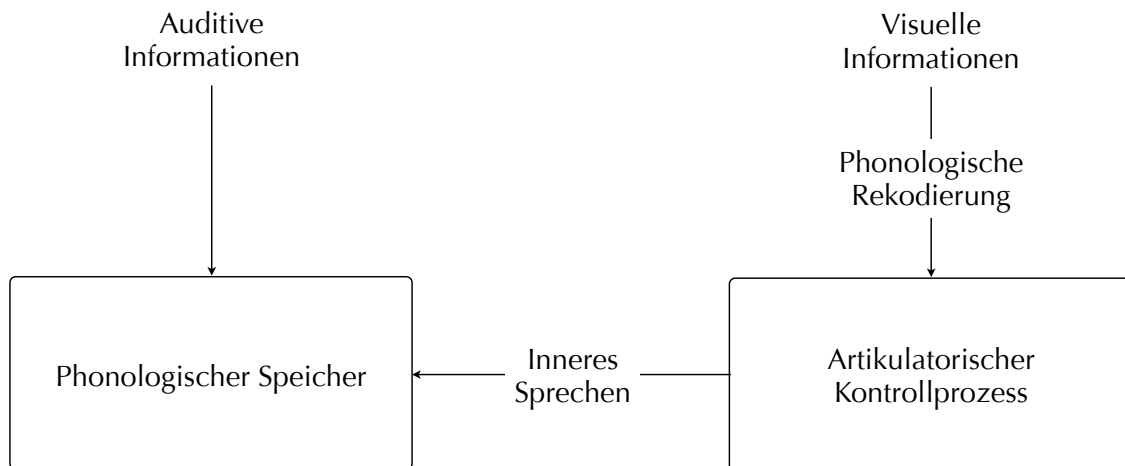 Auditive
Informationen
Visuelle
Informationen
Phonologische
Rekodierung
Phonologischer Speicher
Inneres
Sprechen
Artikulatorischer
Kontrollprozess